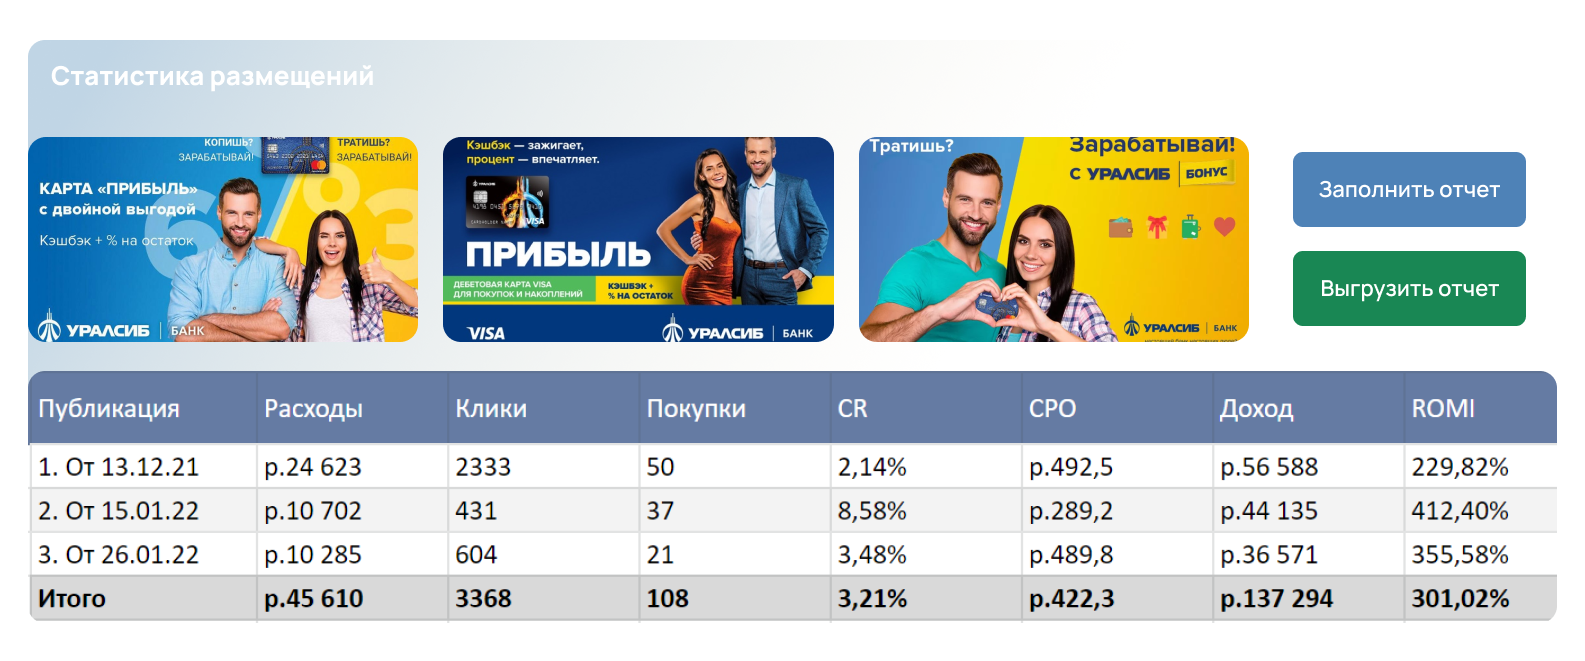 Статистика размещений
КОПИШЬ?
ЗАРАБАТЫВАЙ!
ТРАТИШЬ?
ЗАРАБАТЫВАЙ!
КАРТА «ПРИБЫЛЬ»
с двойной выгодой
Кэшбэк + % на остаток
6/83
УРАЛСИБ | БАНК
Кэшбэк — зажигает,
процент — впечатляет.
УРАЛСИБ
VISA
ПРИБЫЛЬ
ДЕБЕТОВАЯ КАРТА VISA
ДЛЯ ПОКУПОК И НАКОПЛЕНИЙ
КЭШБЭК +
% НА ОСТАТОК
VISA
УРАЛСИБ | БАНК
Тратишь?
Зарабатывай!
с УРАЛСИБ | БОНУС
УРАЛСИБ | БАНК
Заполнить отчет
Выгрузить отчет
Публикация Расходы Клики Покупки CR CPO Доход ROMI
1. От 13.12.21 р.24 623 2333 50 2,14% р.492,5 р.56 588 229,82%
2. От 15.01.22 р.10 702 431 37 8,58% р.289,2 р.44 135 412,40%
3. От 26.01.22 р.10 285 604 21 3,48% р.489,8 р.36 571 355,58%
Итого р.45 610 3368 108 3,21% р.422,3 р.137 294 301,02%